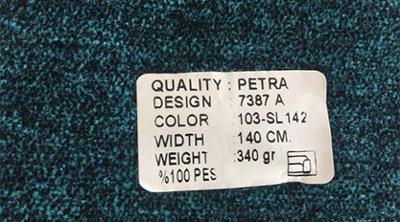 QUALITY : PETRA
DESIGN : 7387 A
COLOR : 103-SL142
WIDTH : 140 CM.
WEIGHT :340 gr
%100 PES